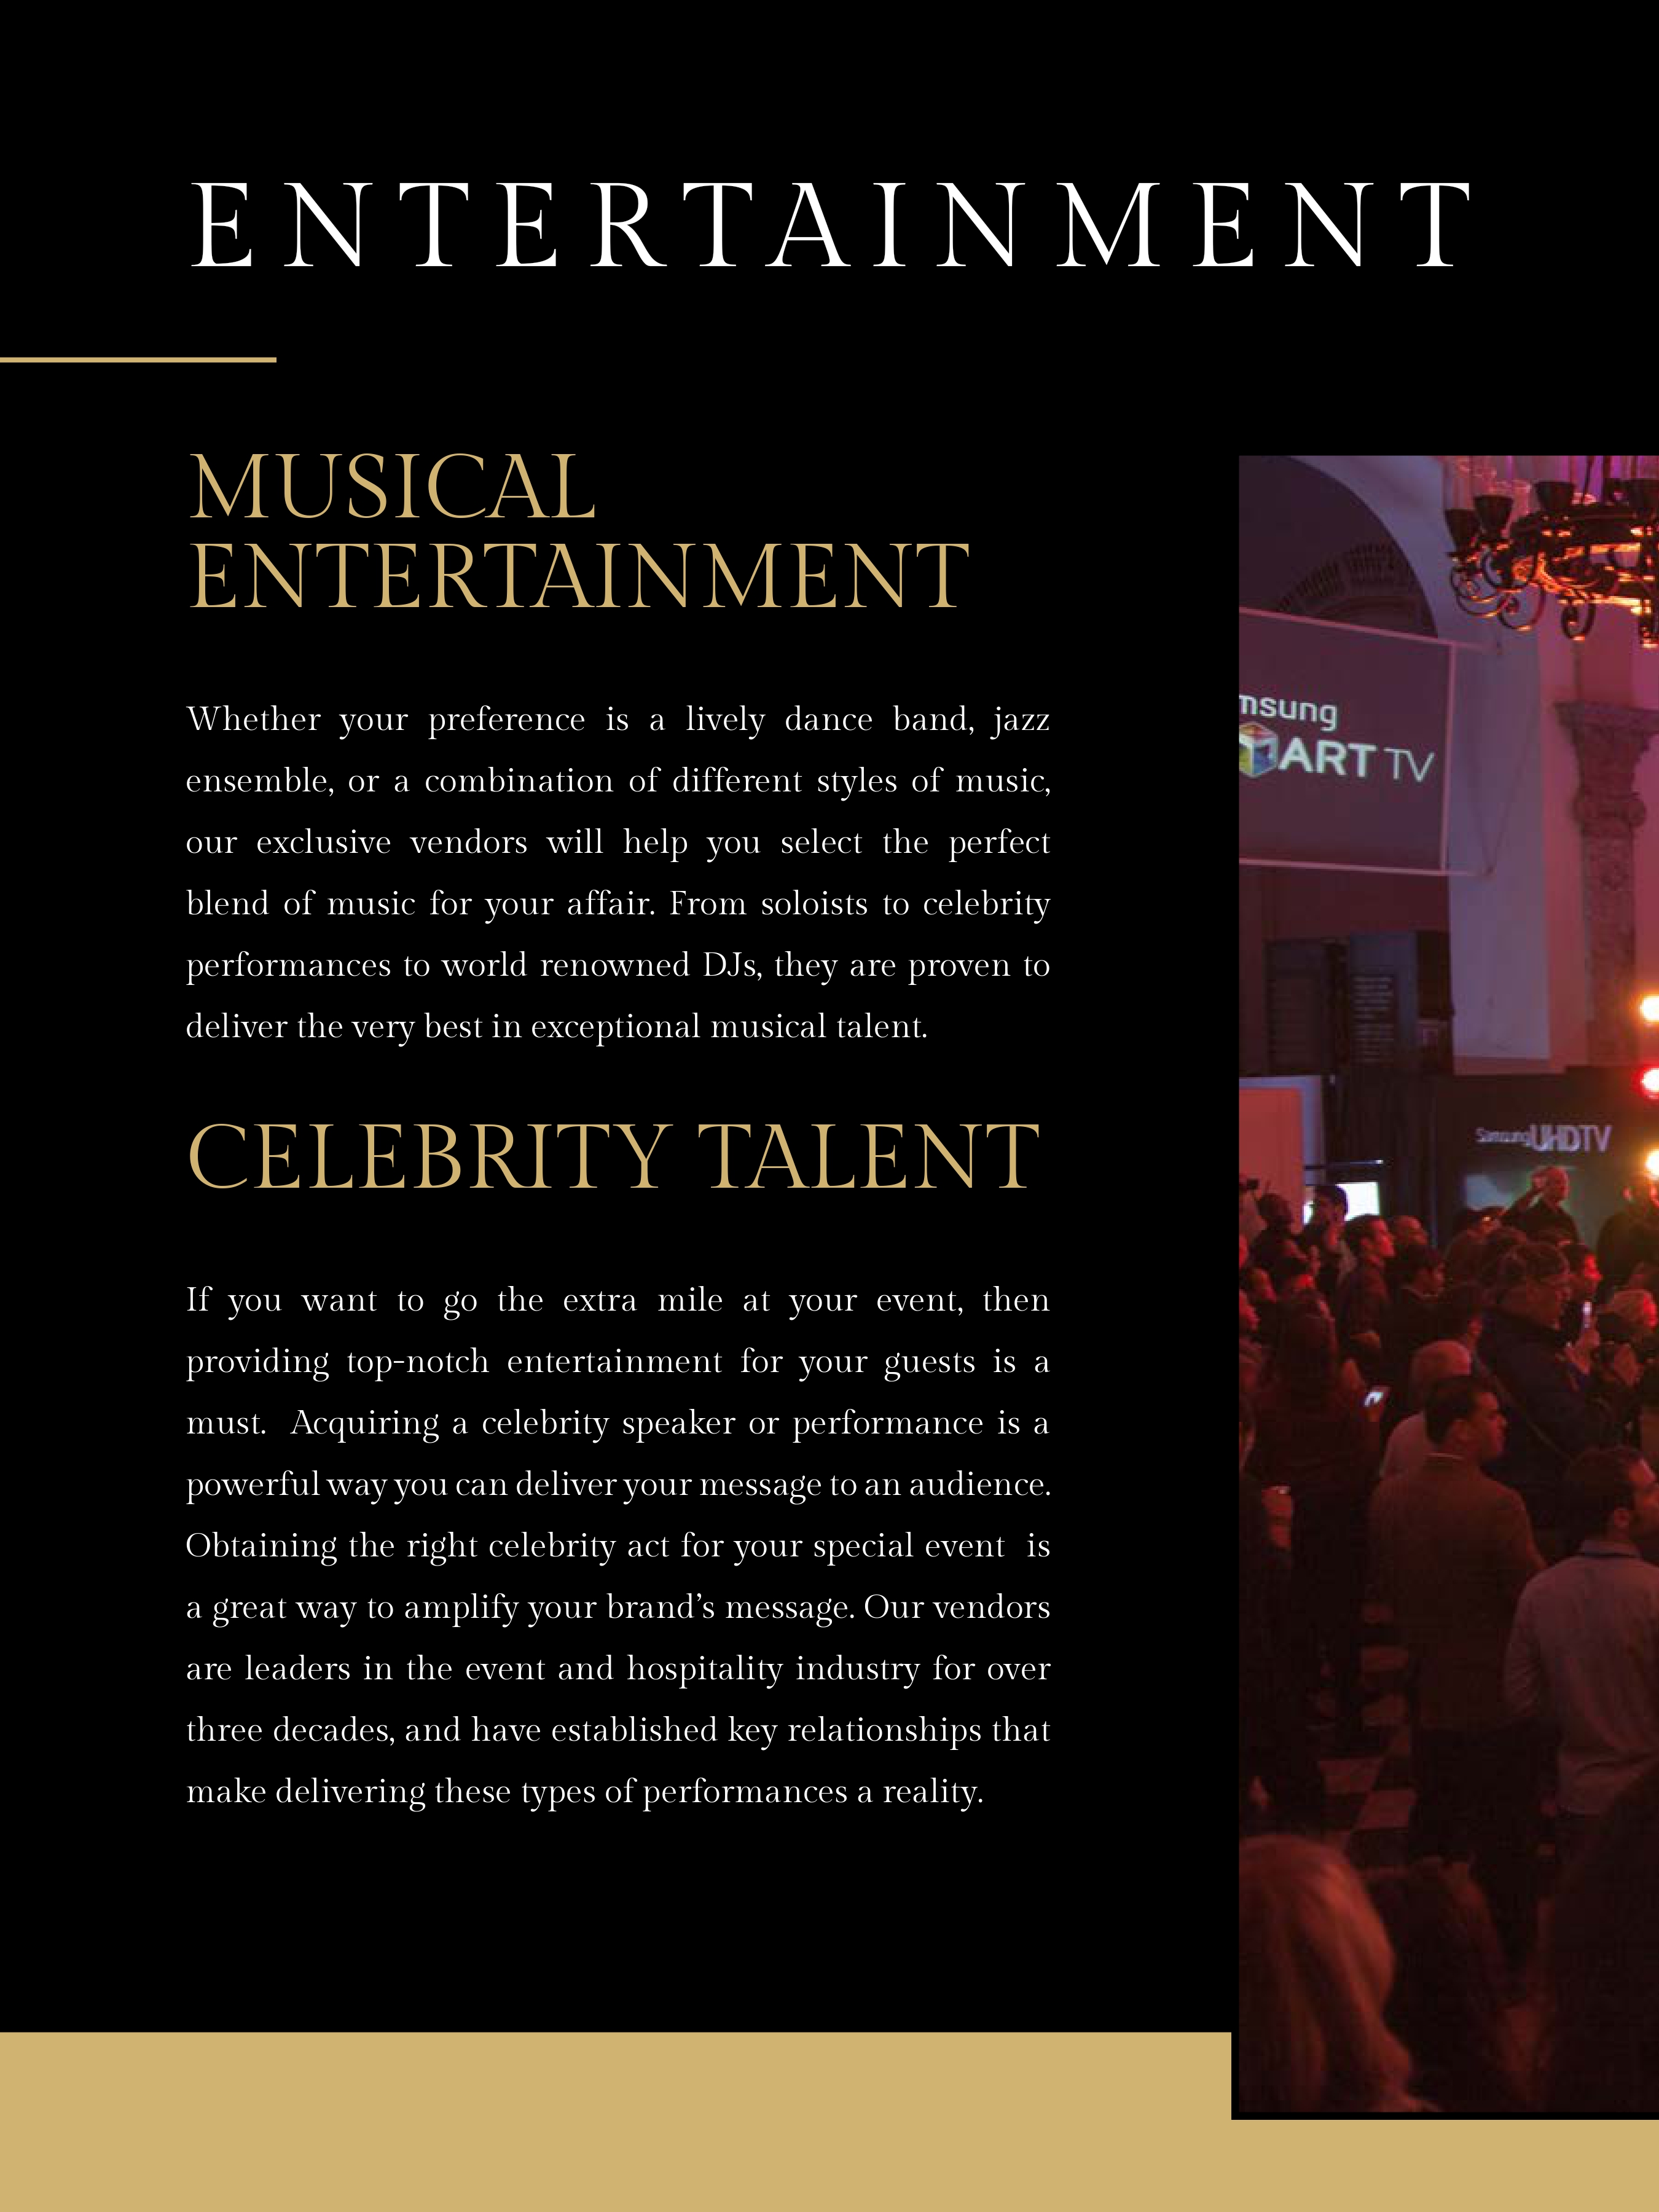 ENTERTAINMENT
MUSICAL
ENTERTAINMENT
Whether your preference is a lively dance band, jazz
ensemble, or a combination of different styles of music,
our exclusive vendors will help you select the perfect
blend of music for your affair. From soloists to celebrity
performances to world renowned DJs, they are proven to
deliver the very best in exceptional musical talent.
CELEBRITY TALENT
If you want to go the extra mile at your event, then
providing top-notch entertainment for your guests is a
must.  Acquiring a celebrity speaker or performance is a
powerful way you can deliver your message to an audience.
Obtaining the right celebrity act for your special event  is
a great way to amplify your brand’s message. Our vendors
are leaders in the event and hospitality industry for over
three decades, and have established key relationships that
make delivering these types of performances a reality.
msung
ART TV
Samsung UHDTV